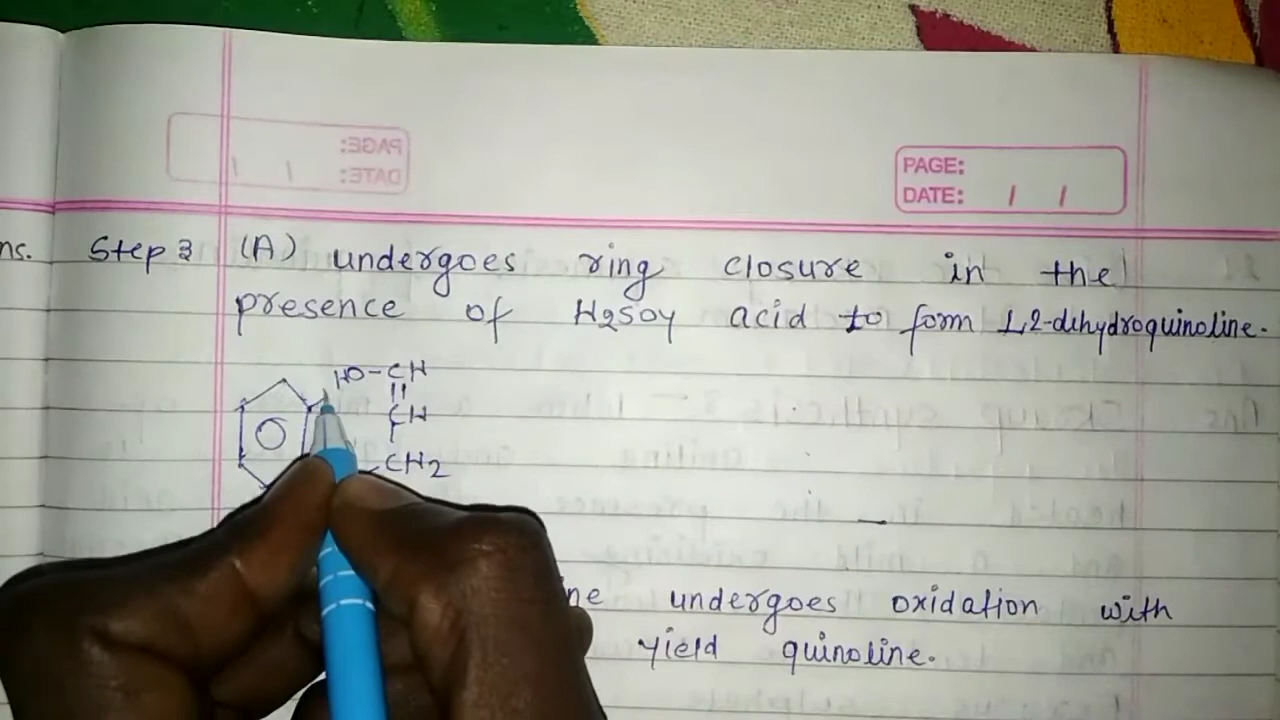 PAGE:
DATE: / /
ns. Step 3 (A) undergoes ring closure in the
presence of H2SO4 acid to form 1,2-dihydroquinoline.
HO-CH
CH
CH2
ne undergoes oxidation with
yield quinoline.